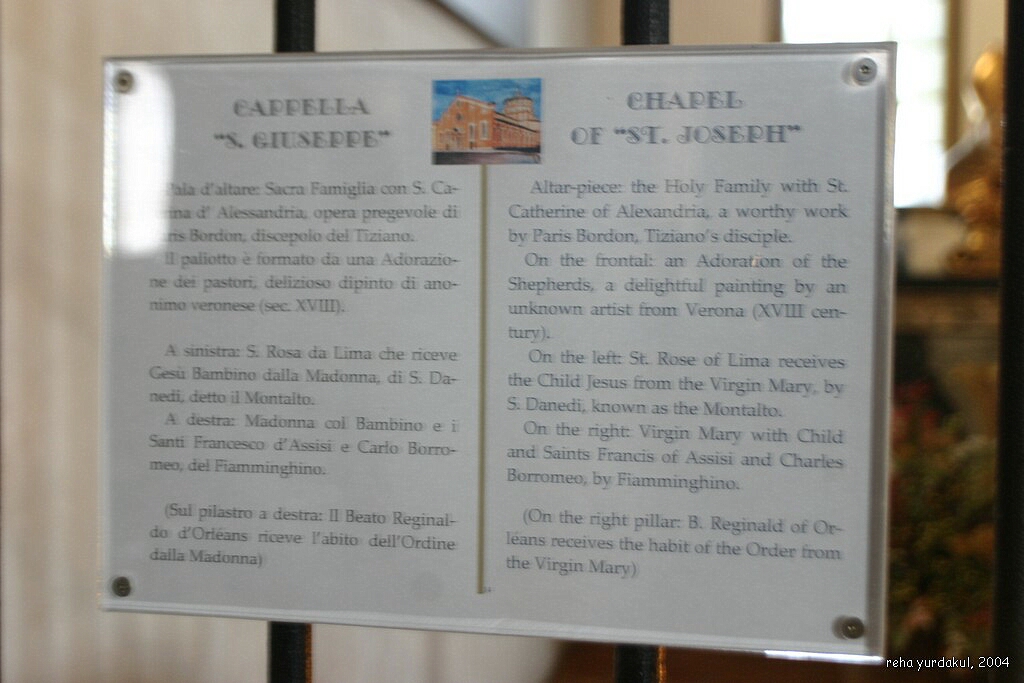 CAPPELLA
"S. GIUSEPPE"
Pala d'altare: Sacra Famiglia con S. Ca-
rina d' Alessandria, opera pregevole di
ris Bordon, discepolo del Tiziano.
Il paliotto è formato da una Adorazio-
ne dei pastori, delizioso dipinto di ano-
nimo veronese (sec. XVIII).
A sinistra: S. Rosa da Lima che riceve
Gesù Bambino dalla Madonna, di S. Da-
nedi, detto il Montalto.
A destra: Madonna col Bambino e i
Santi Francesco d'Assisi e Carlo Borro-
meo, del Fiamminghino.
(Sul pilastro a destra: Il Beato Reginal-
do d'Orléans riceve l'abito dell'Ordine
dalla Madonna)
CHAPEL
OF "ST. JOSEPH"
Altar-piece: the Holy Family with St.
Catherine of Alexandria, a worthy work
by Paris Bordon, Tiziano's disciple.
On the frontal: an Adoration of the
Shepherds, a delightful painting by an
unknown artist from Verona (XVIII cen-
tury).
On the left: St. Rose of Lima receives
the Child Jesus from the Virgin Mary, by
S. Danedi, known as the Montalto.
On the right: Virgin Mary with Child
and Saints Francis of Assisi and Charles
Borromeo, by Fiamminghino.
(On the right pillar: B. Reginald of Or-
léans receives the habit of the Order from
the Virgin Mary)
reha yurdakul, 2004